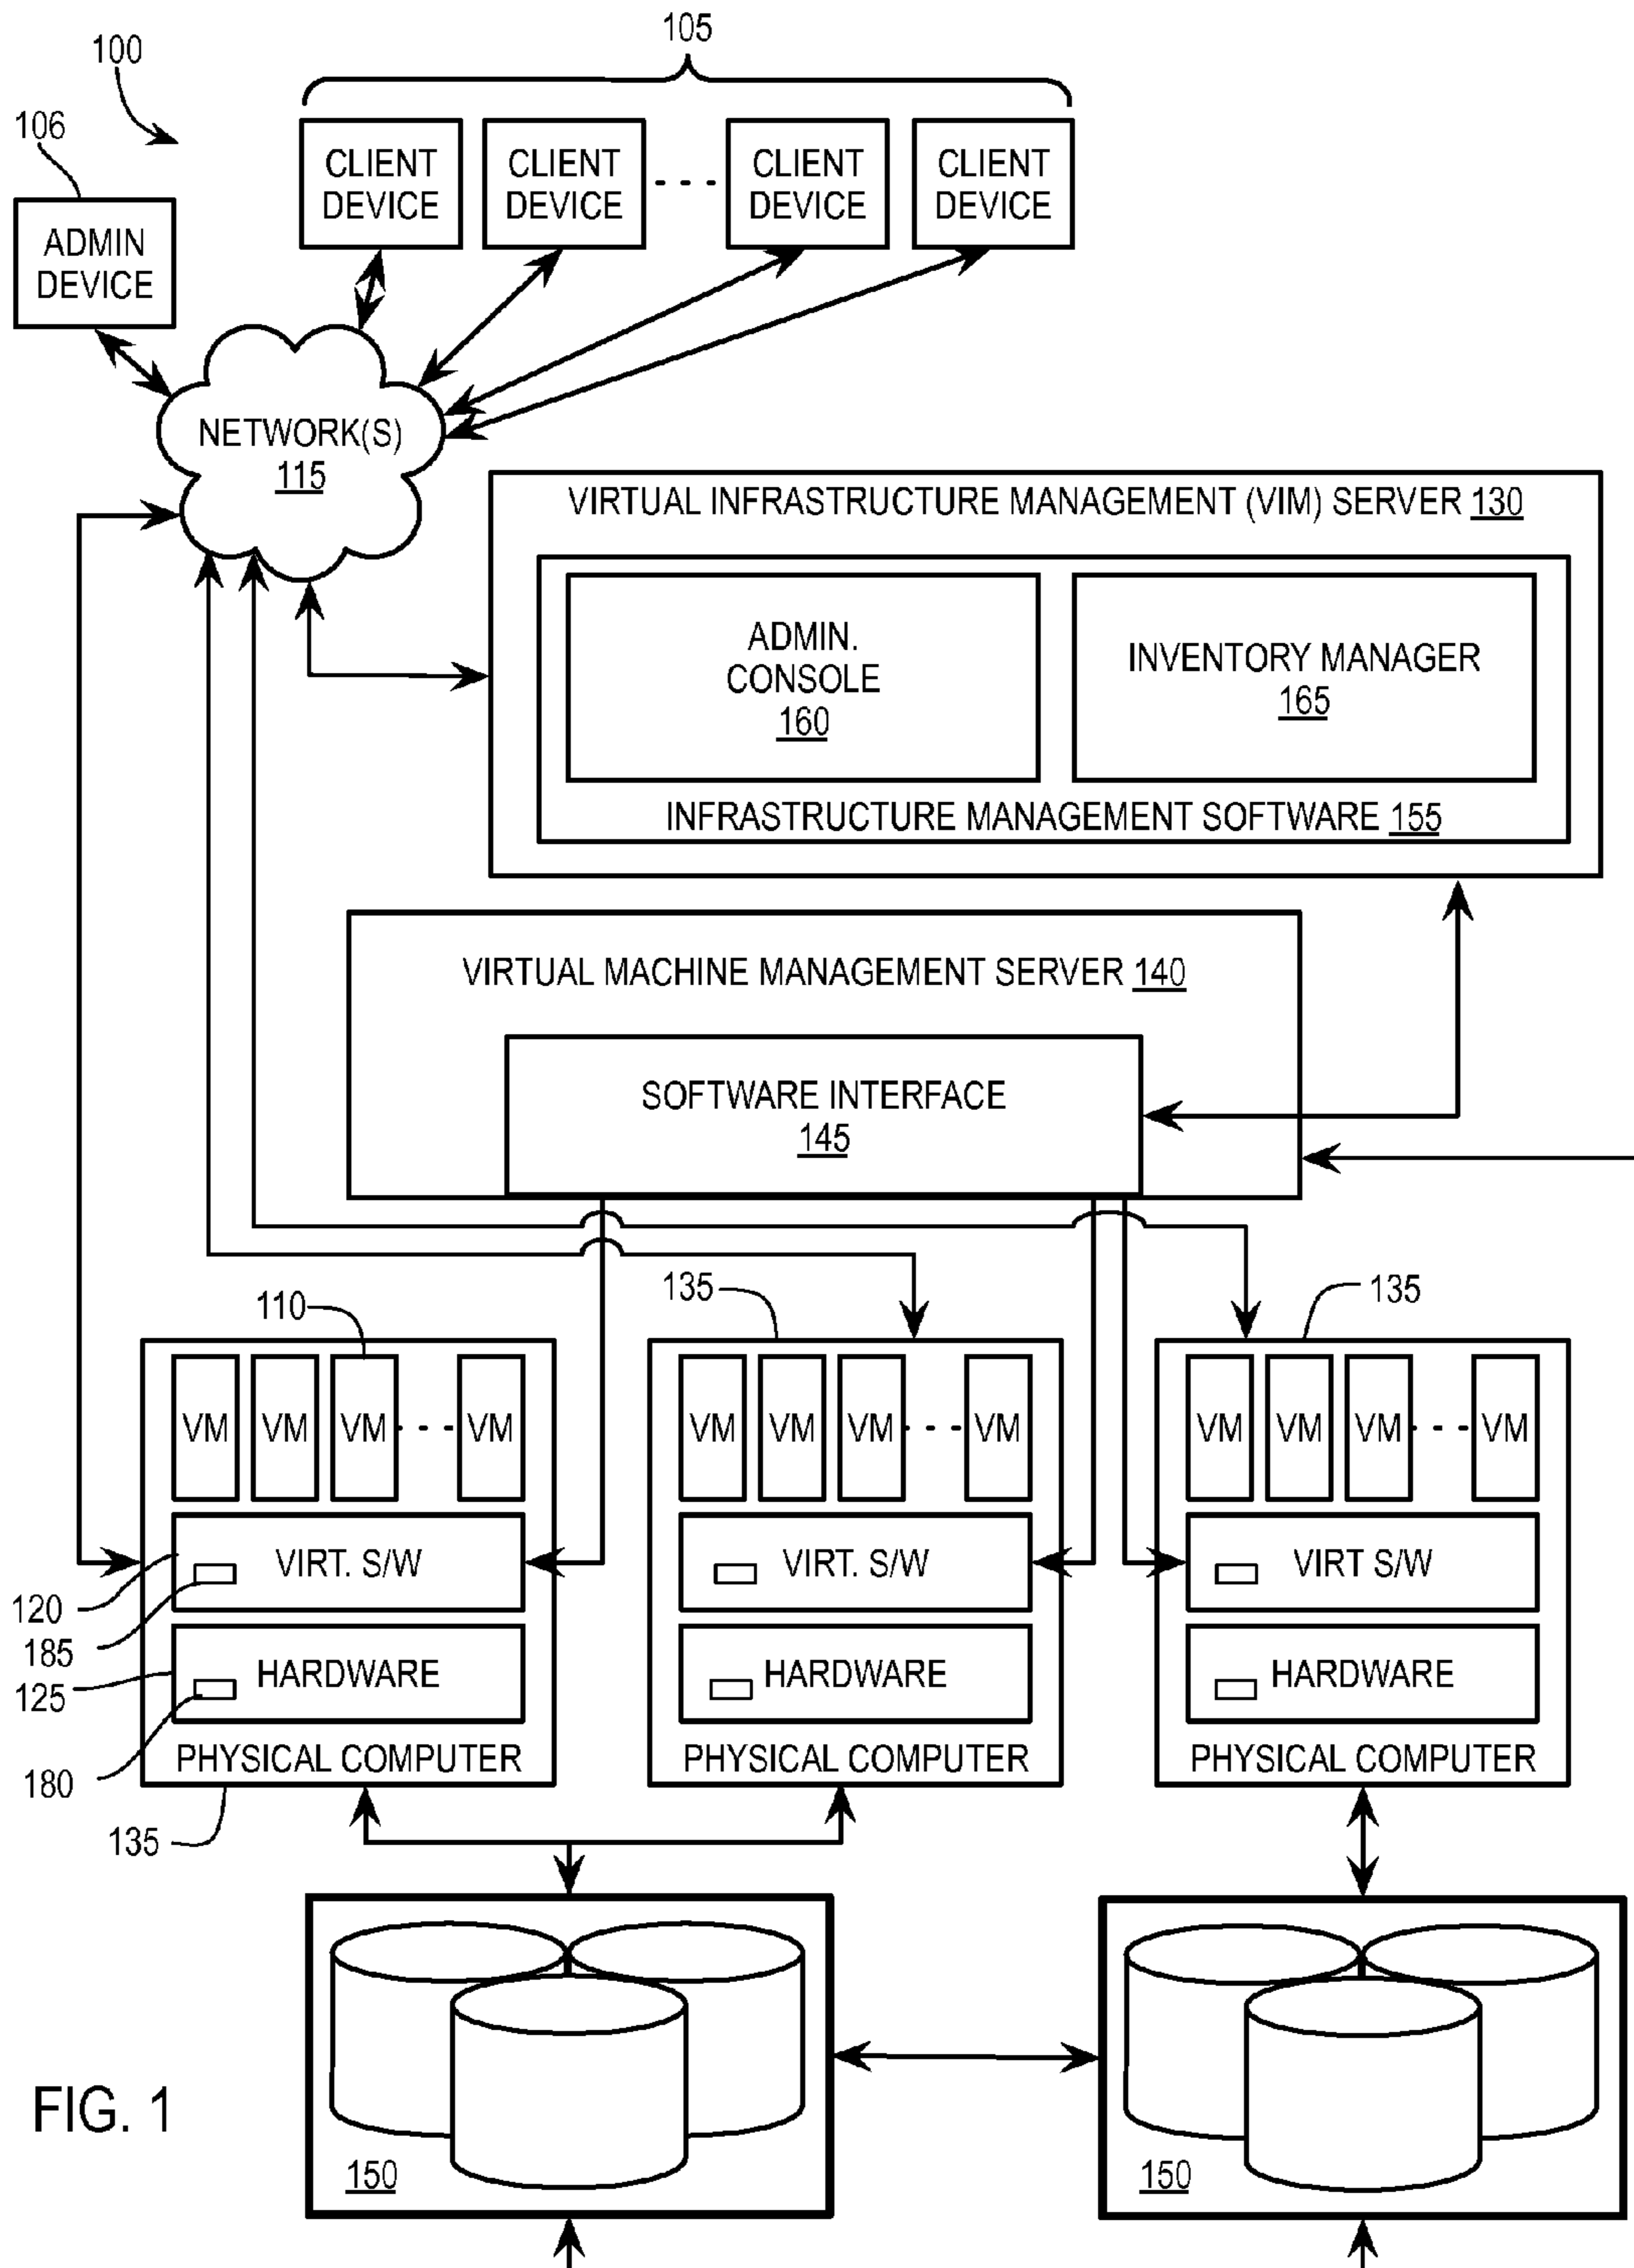 100
105
106
CLIENT
DEVICE
CLIENT
DEVICE
CLIENT
DEVICE
CLIENT
DEVICE
ADMIN
DEVICE
NETWORK(S)
115
VIRTUAL INFRASTRUCTURE MANAGEMENT (VIM) SERVER 130
ADMIN.
CONSOLE
160
INVENTORY MANAGER
165
INFRASTRUCTURE MANAGEMENT SOFTWARE 155
VIRTUAL MACHINE MANAGEMENT SERVER 140
SOFTWARE INTERFACE
145
110
135
135
VM VM VM VM
VM VM VM VM
VM VM VM VM
VIRT. S/W
VIRT. S/W
VIRT S/W
120
185
125
180
HARDWARE
HARDWARE
HARDWARE
PHYSICAL COMPUTER
PHYSICAL COMPUTER
PHYSICAL COMPUTER
135
150
150
FIG. 1